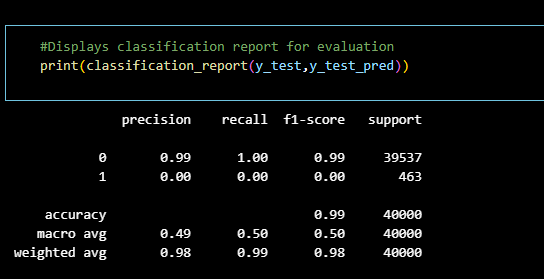 #Displays classification report for evaluation
print(classification_report(y_test,y_test_pred))
precision recall f1-score support
0 0.99 1.00 0.99 39537
1 0.00 0.00 0.00 463
accuracy 0.99 40000
macro avg 0.49 0.50 0.50 40000
weighted avg 0.98 0.99 0.98 40000